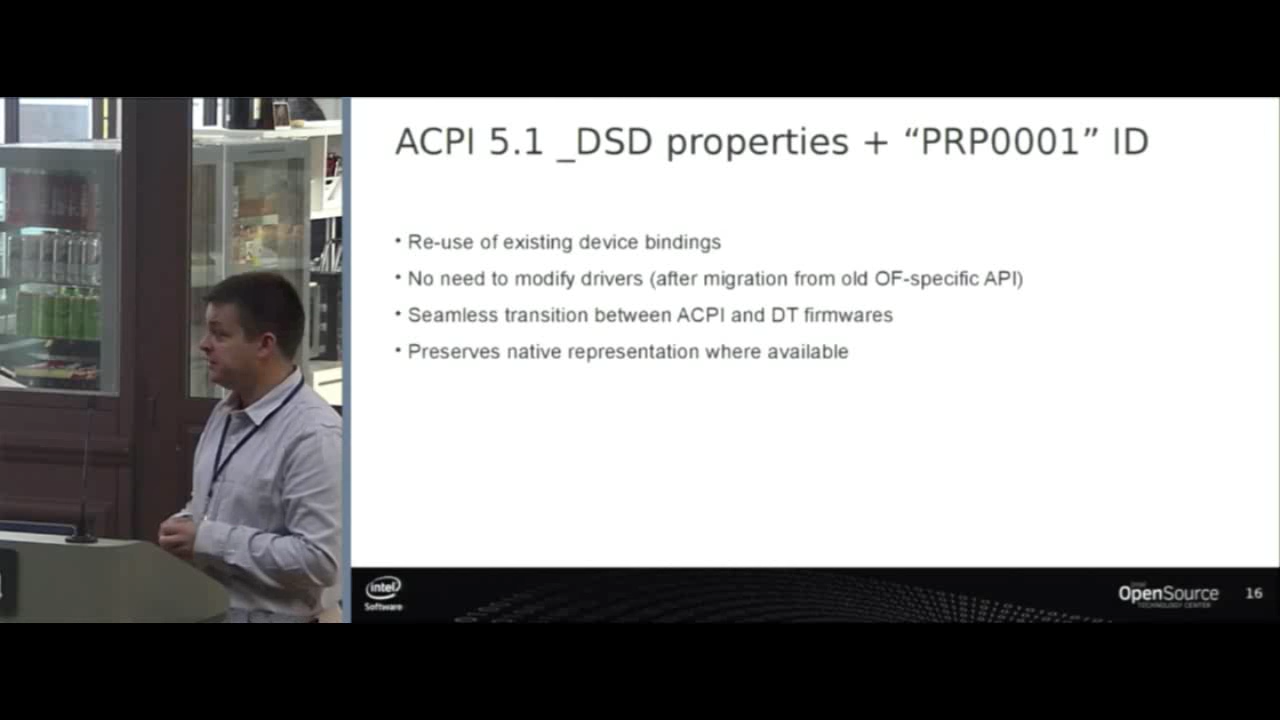 ACPI 5.1 _DSD properties + “PRP0001” ID
• Re-use of existing device bindings
• No need to modify drivers (after migration from old OF-specific API)
• Seamless transition between ACPI and DT firmwares
• Preserves native representation where available
intel
Software
intel
OpenSource
TECHNOLOGY CENTER
16